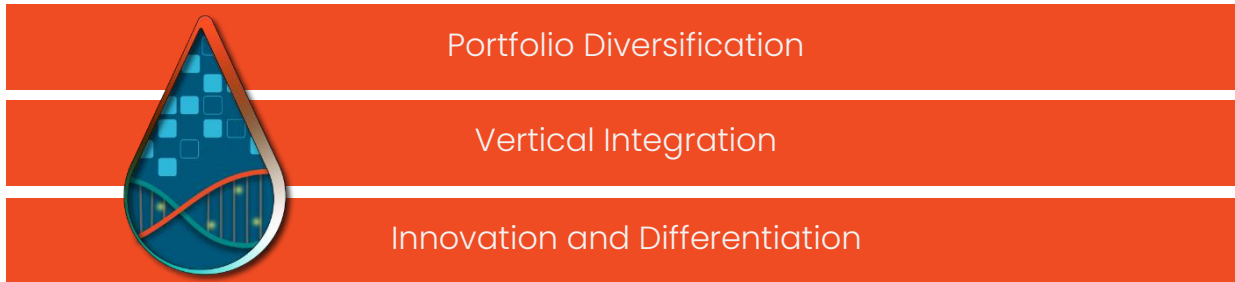 Portfolio Diversification
Vertical Integration
Innovation and Differentiation